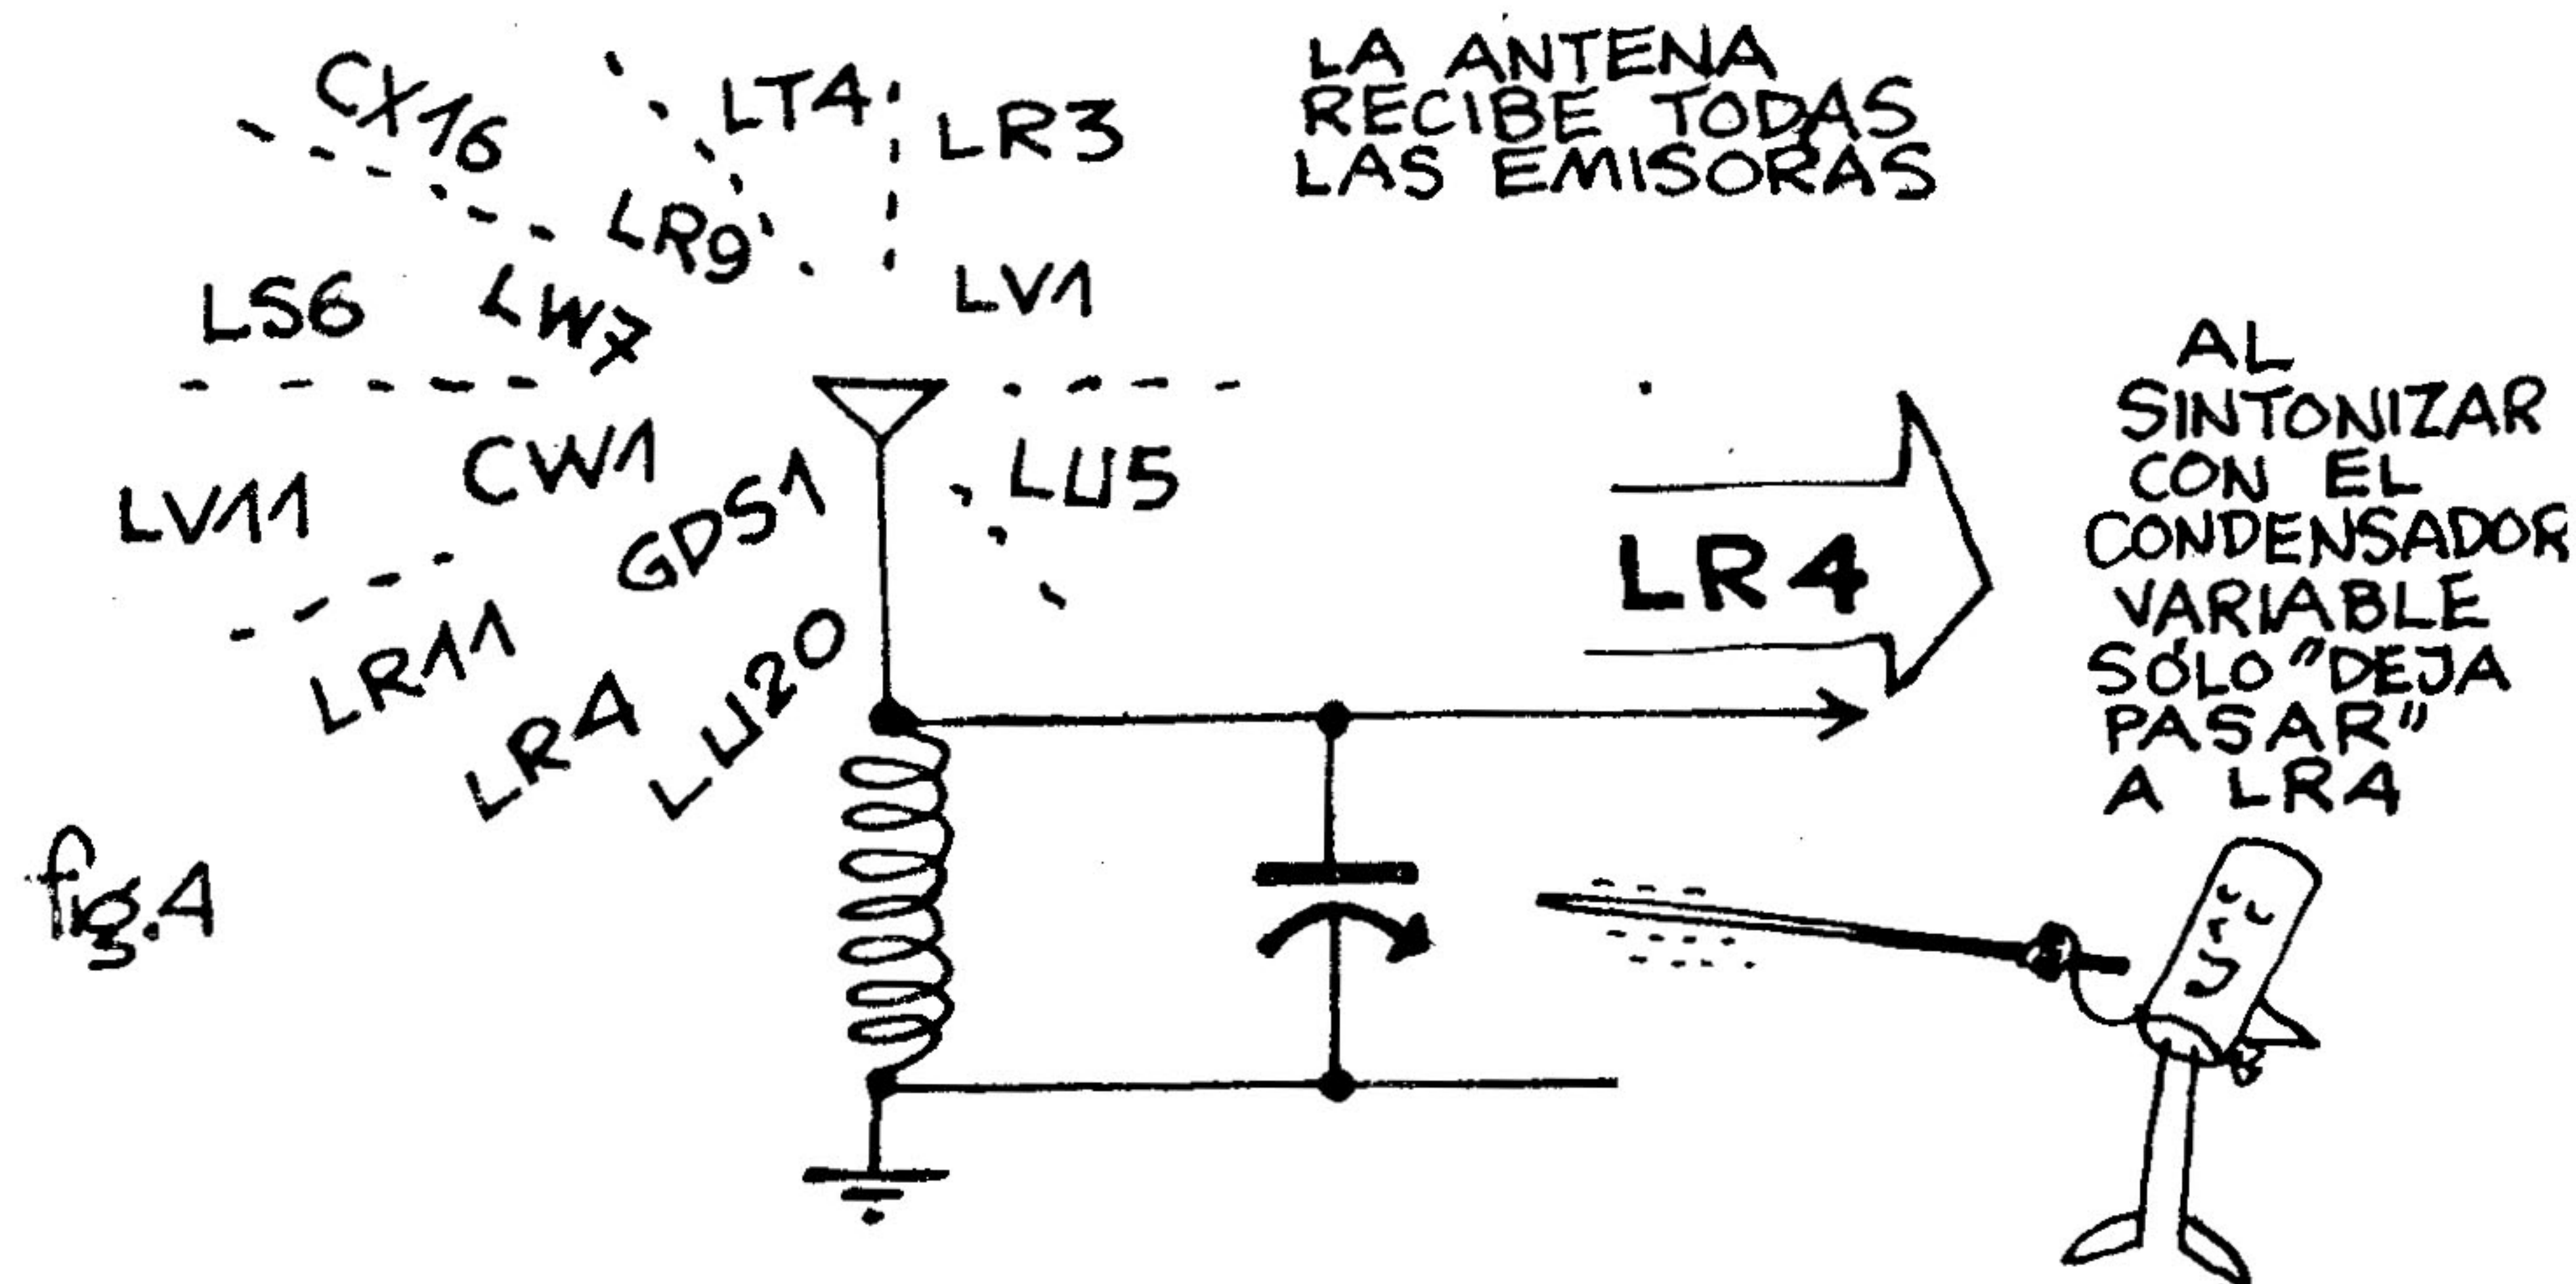 CX16
LT4
LR3
LA ANTENA
RECIBE TODAS
LAS EMISORAS
LR9
LS6
LW7
LV1
AL
SINTONIZAR
CON EL
CONDENSADOR
VARIABLE
SÓLO "DEJA
PASAR"
A LR4
CW1
LV11
GDS1
LU5
LR4
LR11
LR4
LU20
fig.4